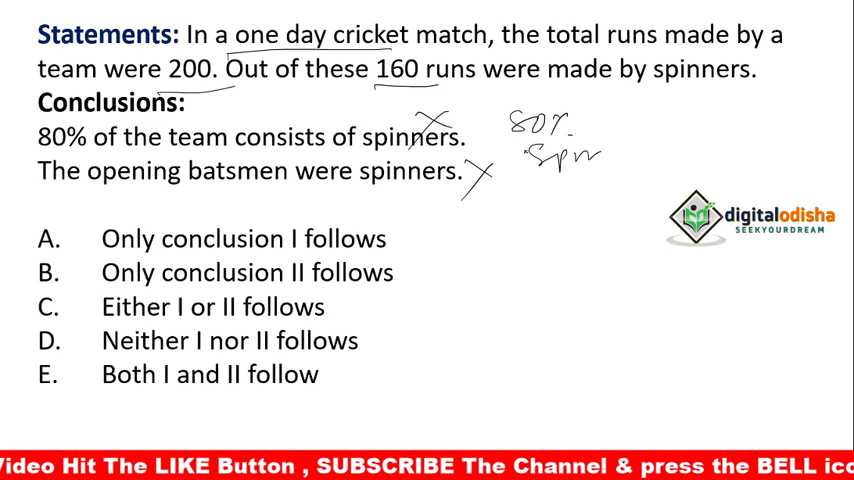 Statements: In a one day cricket match, the total runs made by a
team were 200. Out of these 160 runs were made by spinners.
Conclusions:
80% of the team consists of spinners.
The opening batsmen were spinners.
80%.
A. Only conclusion I follows
B. Only conclusion II follows
C. Either I or II follows
D. Neither I nor II follows
E. Both I and II follow
digitalodisha
SEEKYOURDREAM
Video Hit The LIKE Button , SUBSCRIBE The Channel & press the BELL ico